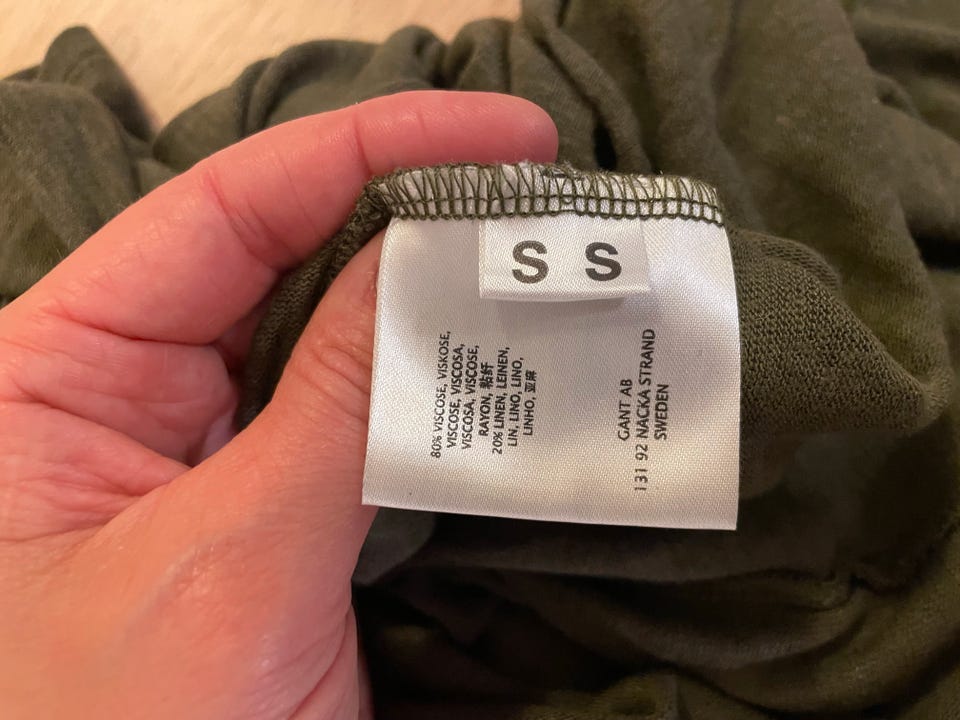 S S
80% VISCOSE, VISKOSE,
VISCOSE, VISCOSA,
VISCOSA, VISCOSE,
RAYON, 粘纤
20% LINEN, LEINEN,
LIN, LINO, LINO,
LINHO, 亚麻
GANT AB
131 92 NACKA STRAND
SWEDEN